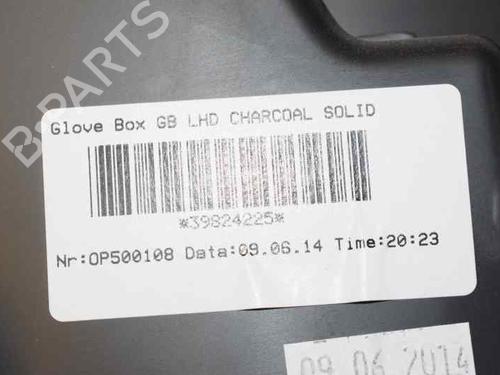 B-PARTS
Glove Box GB LHD CHARCOAL SOLID
*39824225*
Nr:OP500108 Data:09.06.14 Time:20:23
09.06.2014